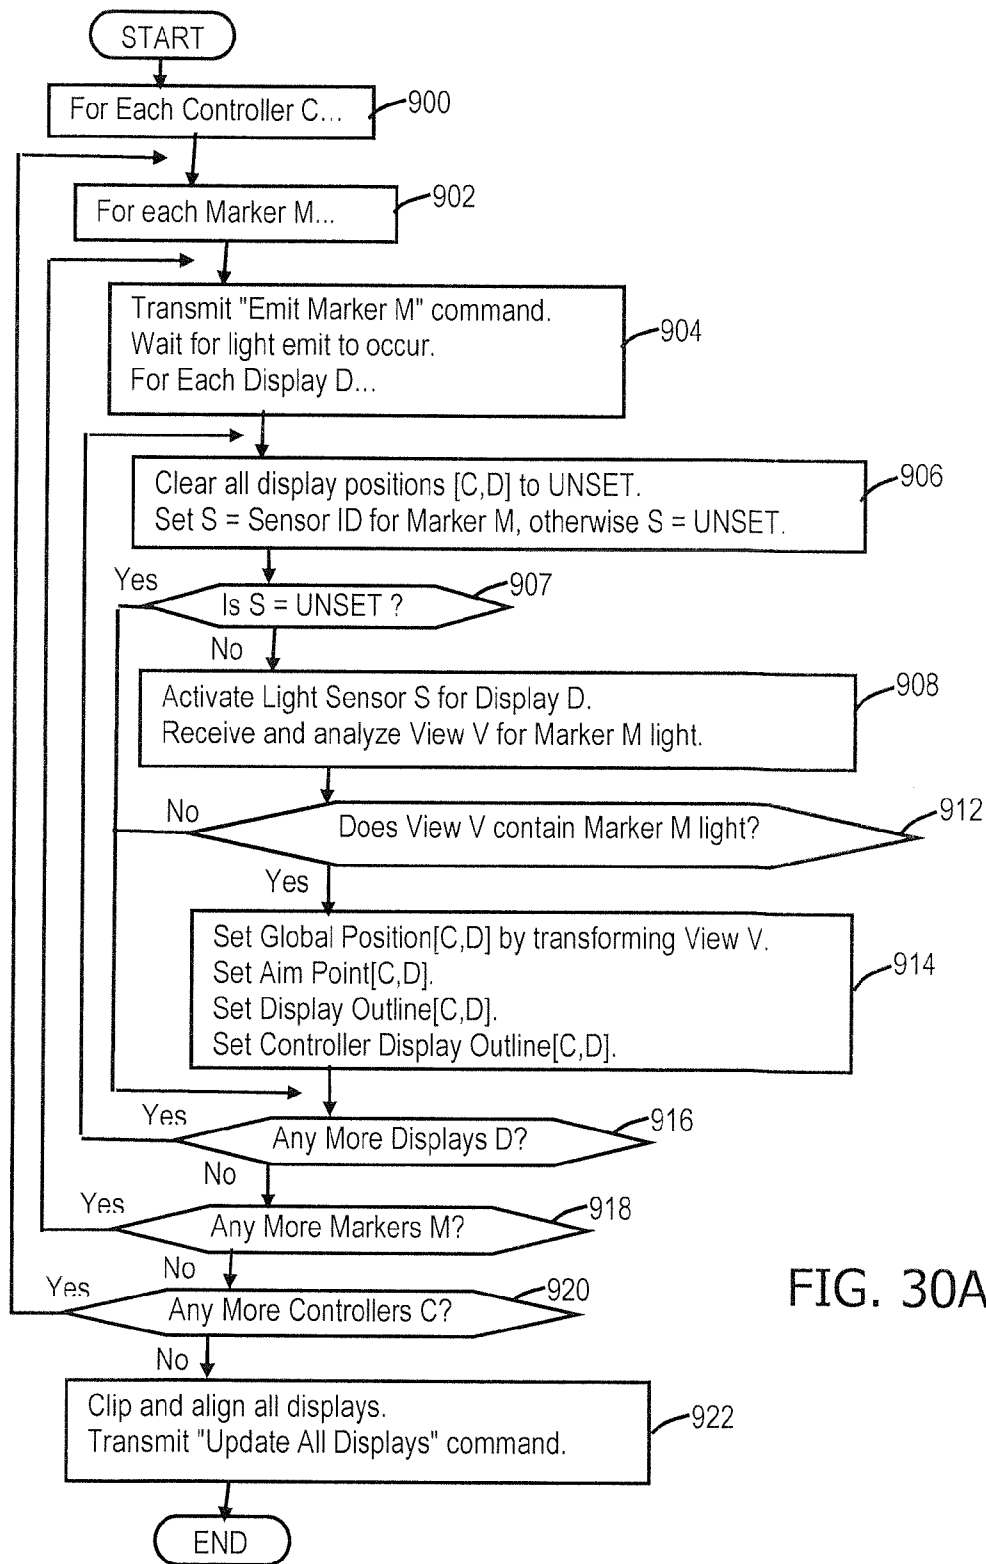 START
For Each Controller C...
900
For each Marker M...
902
Transmit "Emit Marker M" command.
Wait for light emit to occur.
For Each Display D...
904
Clear all display positions [C,D] to UNSET.
Set S = Sensor ID for Marker M, otherwise S = UNSET.
906
Yes
Is S = UNSET ?
907
No
Activate Light Sensor S for Display D.
Receive and analyze View V for Marker M light.
908
No
Does View V contain Marker M light?
912
Yes
Set Global Position[C,D] by transforming View V.
Set Aim Point[C,D].
Set Display Outline[C,D].
Set Controller Display Outline[C,D].
914
Yes
Any More Displays D?
916
No
Yes
Any More Markers M?
918
No
Yes
Any More Controllers C?
920
No
FIG. 30A
Clip and align all displays.
Transmit "Update All Displays" command.
922
END